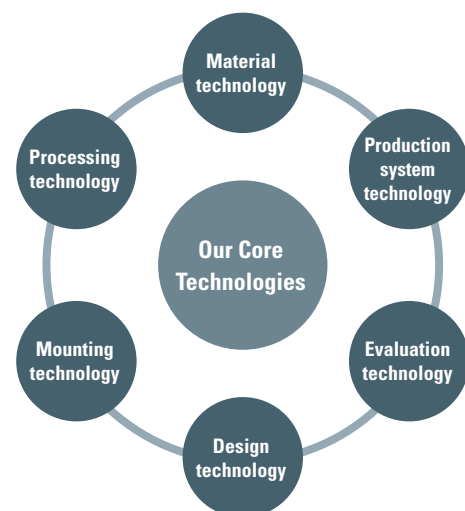 Material
technology
Production
system
technology
Evaluation
technology
Design
technology
Mounting
technology
Processing
technology
Our Core
Technologies